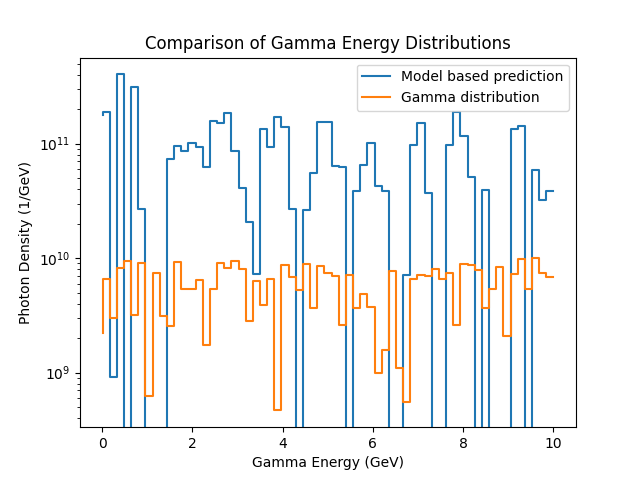 Comparison of Gamma Energy Distributions
Model based prediction
Gamma distribution
Photon Density (1/GeV)
10¹¹
10¹⁰
10⁹
0 2 4 6 8 10
Gamma Energy (GeV)